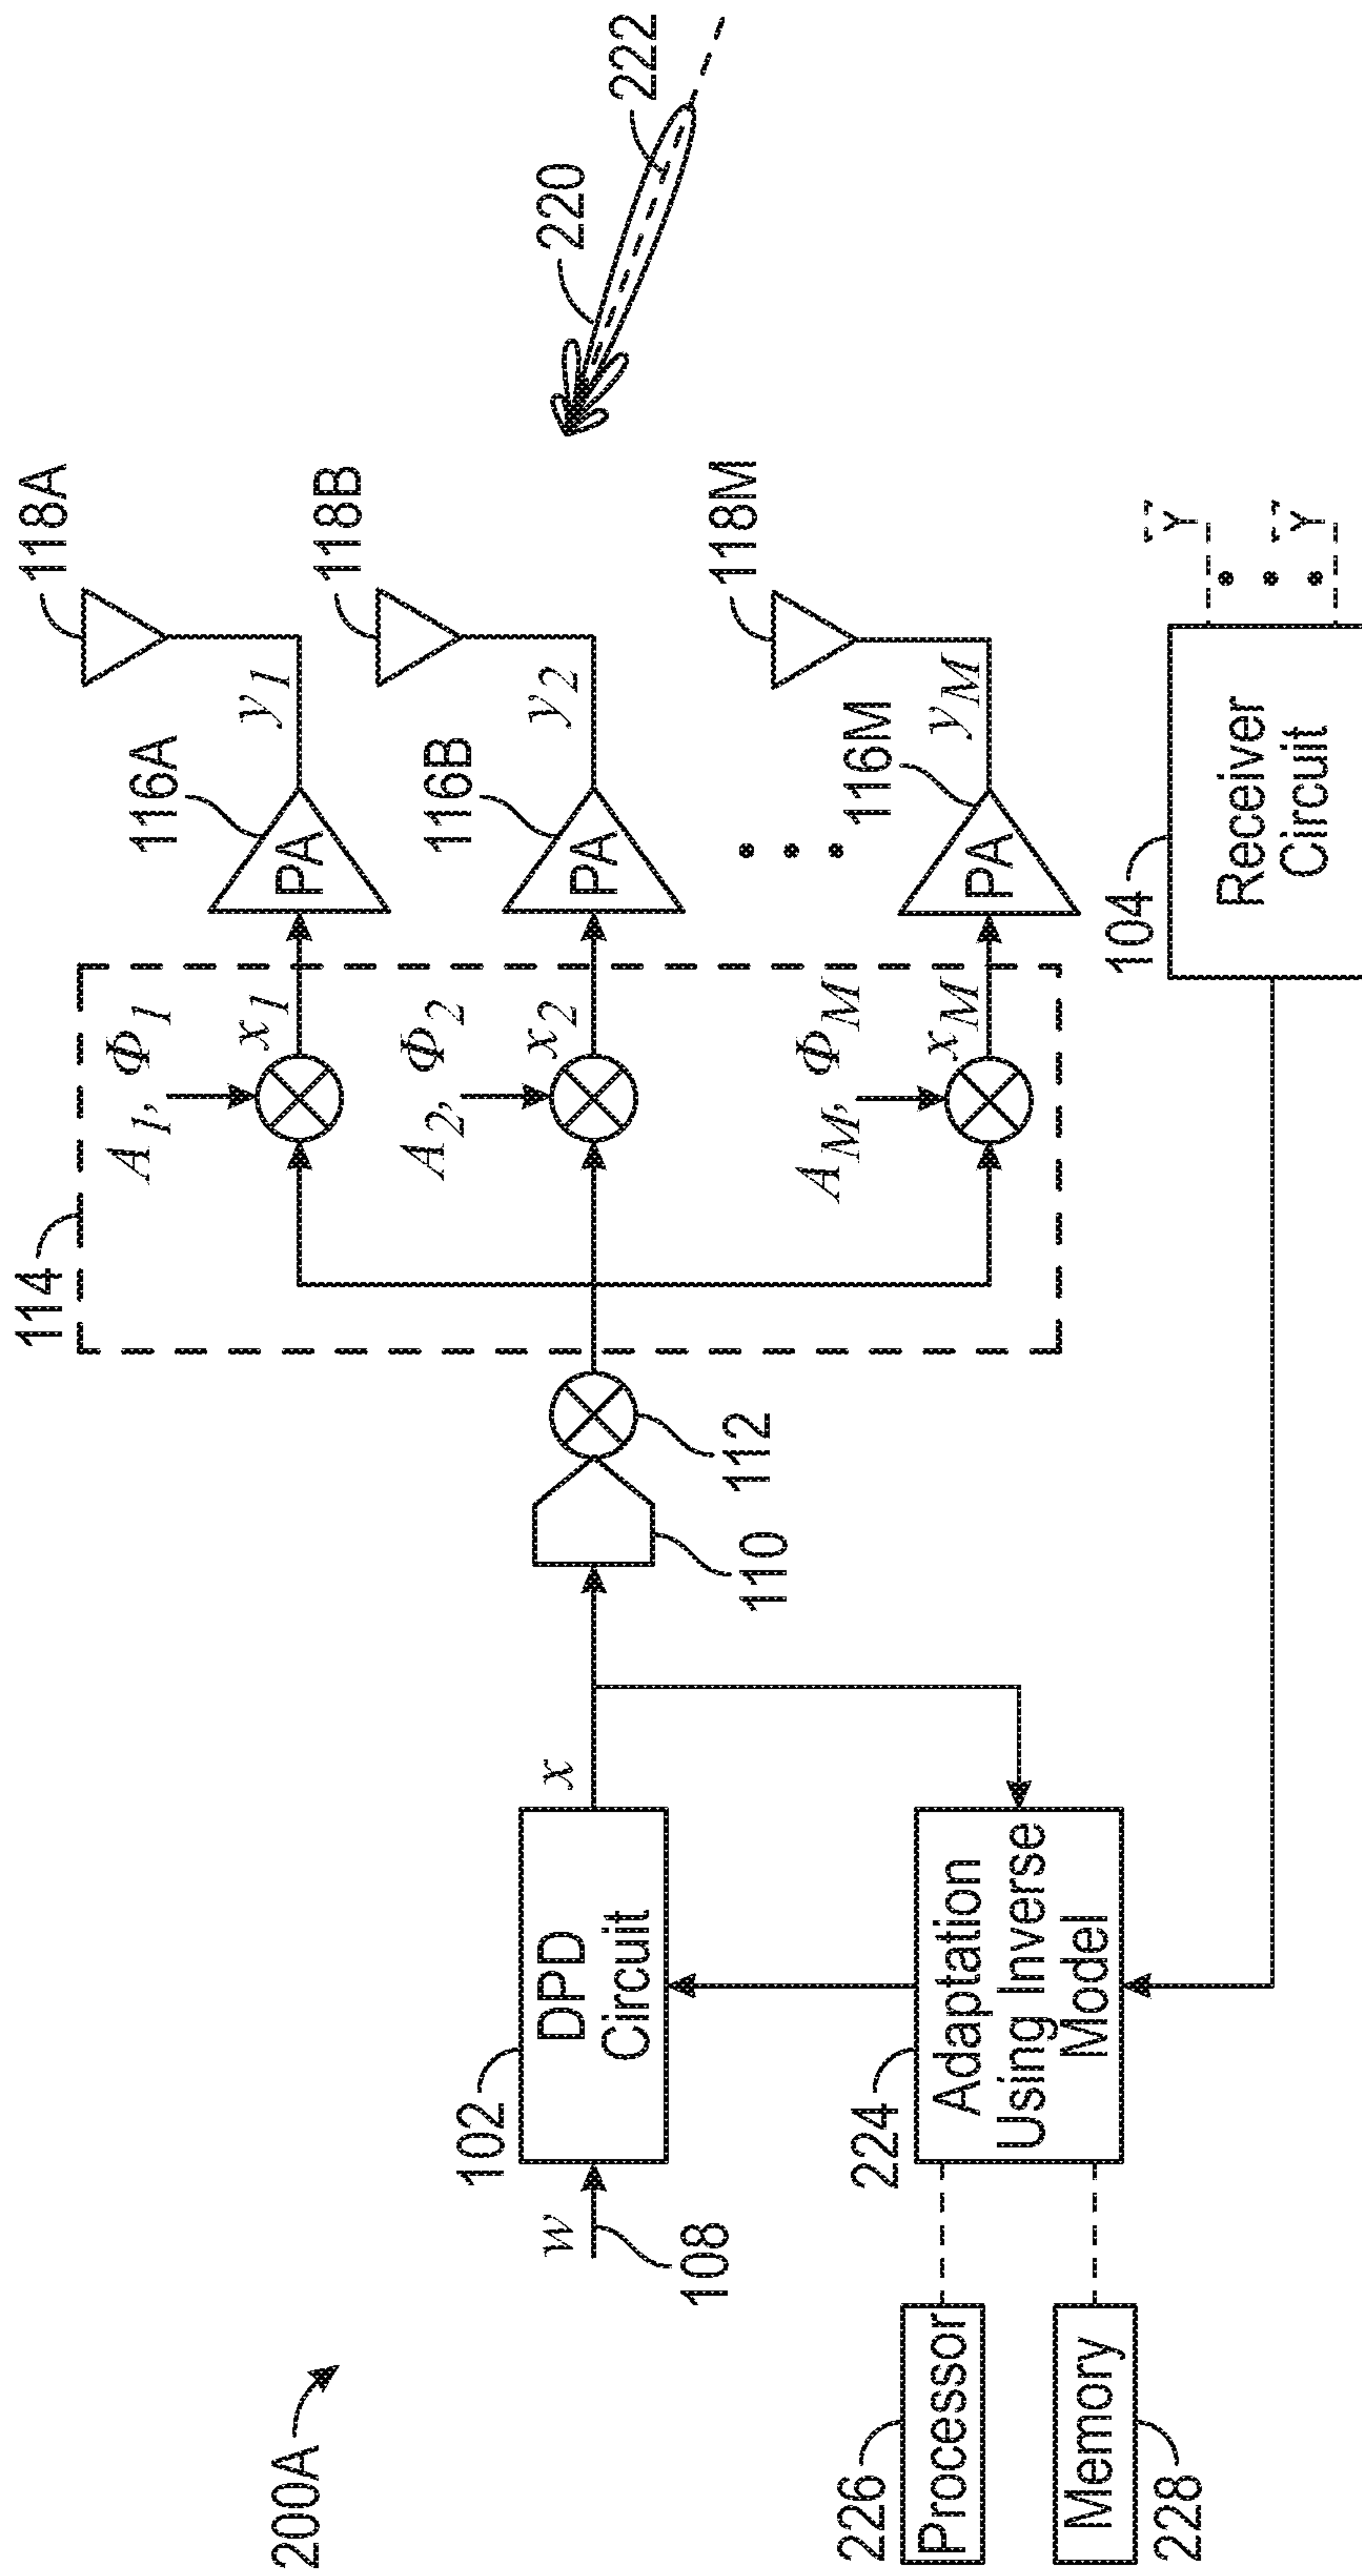 200A
114
118A
A1, Φ1
116A
y1
x1
PA
118B
A2, Φ2
116B
y2
x2
PA
220
222
w
108
102
DPD
Circuit
x
110
112
118M
AM, ΦM
116M
yM
xM
PA
226
Processor
228
Memory
224
Adaptation
Using Inverse
Model
104
Receiver
Circuit
Y
Y